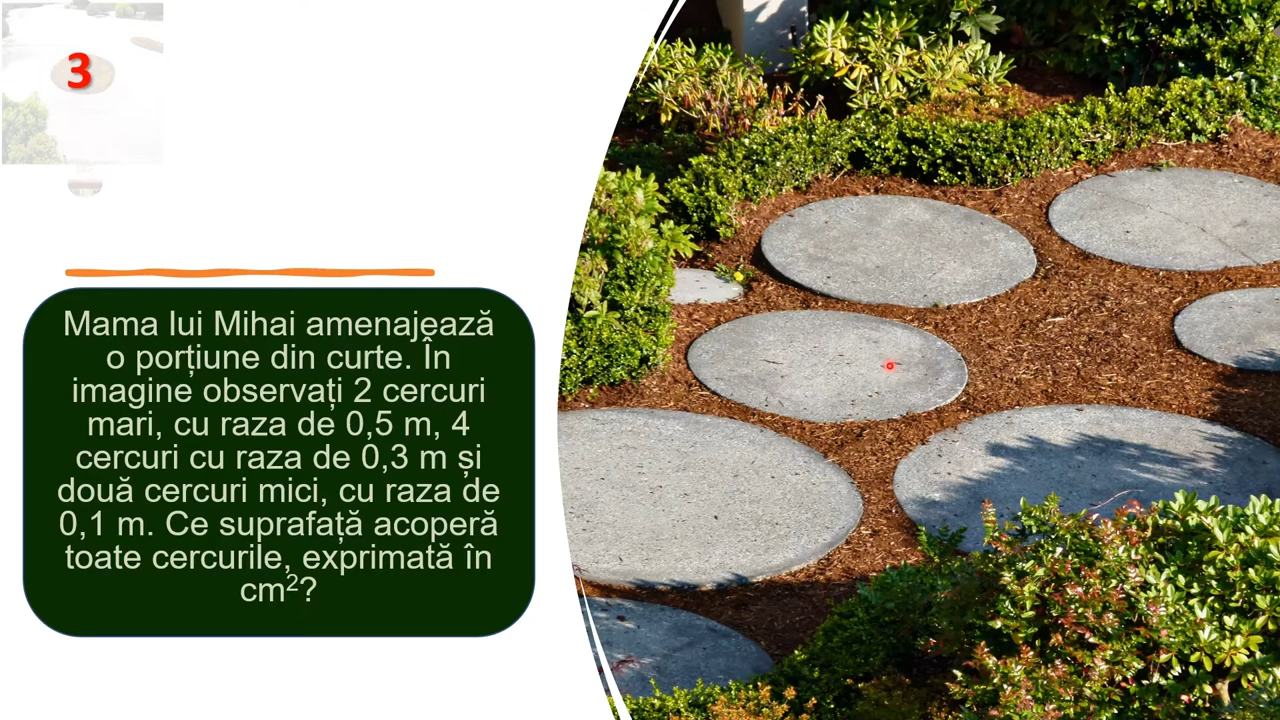 3
Mama lui Mihai amenajează
o porțiune din curte. În
imagine observați 2 cercuri
mari, cu raza de 0,5 m, 4
cercuri cu raza de 0,3 m și
două cercuri mici, cu raza de
0,1 m. Ce suprafață acoperă
toate cercurile, exprimată în
cm²?